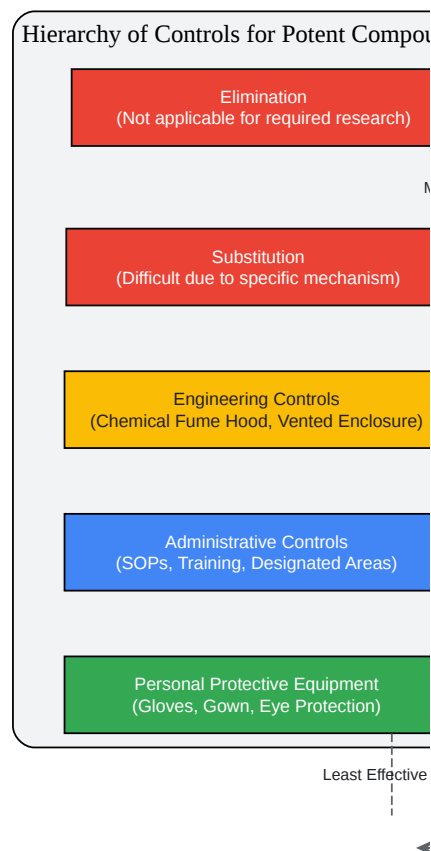 Hierarchy of Controls for Potent Compou
Elimination
(Not applicable for required research)
Substitution
(Difficult due to specific mechanism)
Engineering Controls
(Chemical Fume Hood, Vented Enclosure)
Administrative Controls
(SOPs, Training, Designated Areas)
Personal Protective Equipment
(Gloves, Gown, Eye Protection)
Least Effective